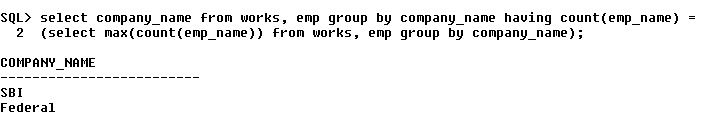 SQL> select company_name from works, emp group by company_name having count(emp_name) =
2 (select max(count(emp_name)) from works, emp group by company_name);
COMPANY_NAME
-------------------------
SBI
Federal